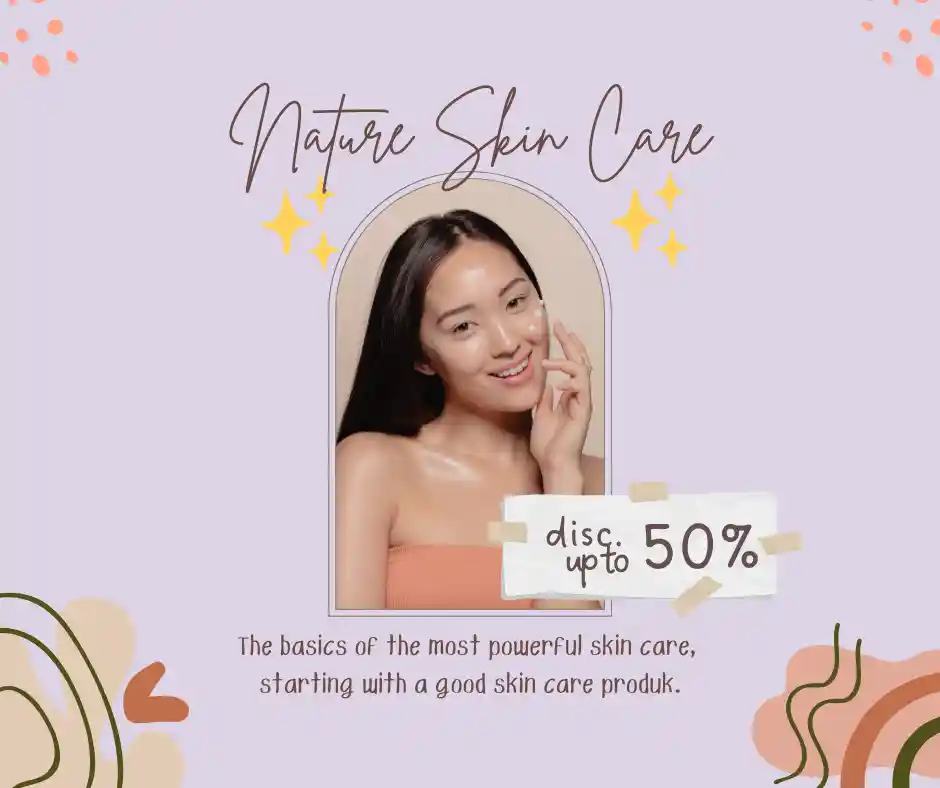 Nature Skin Care
disc.
upto 50%
The basics of the most powerful skin care,
starting with a good skin care produk.